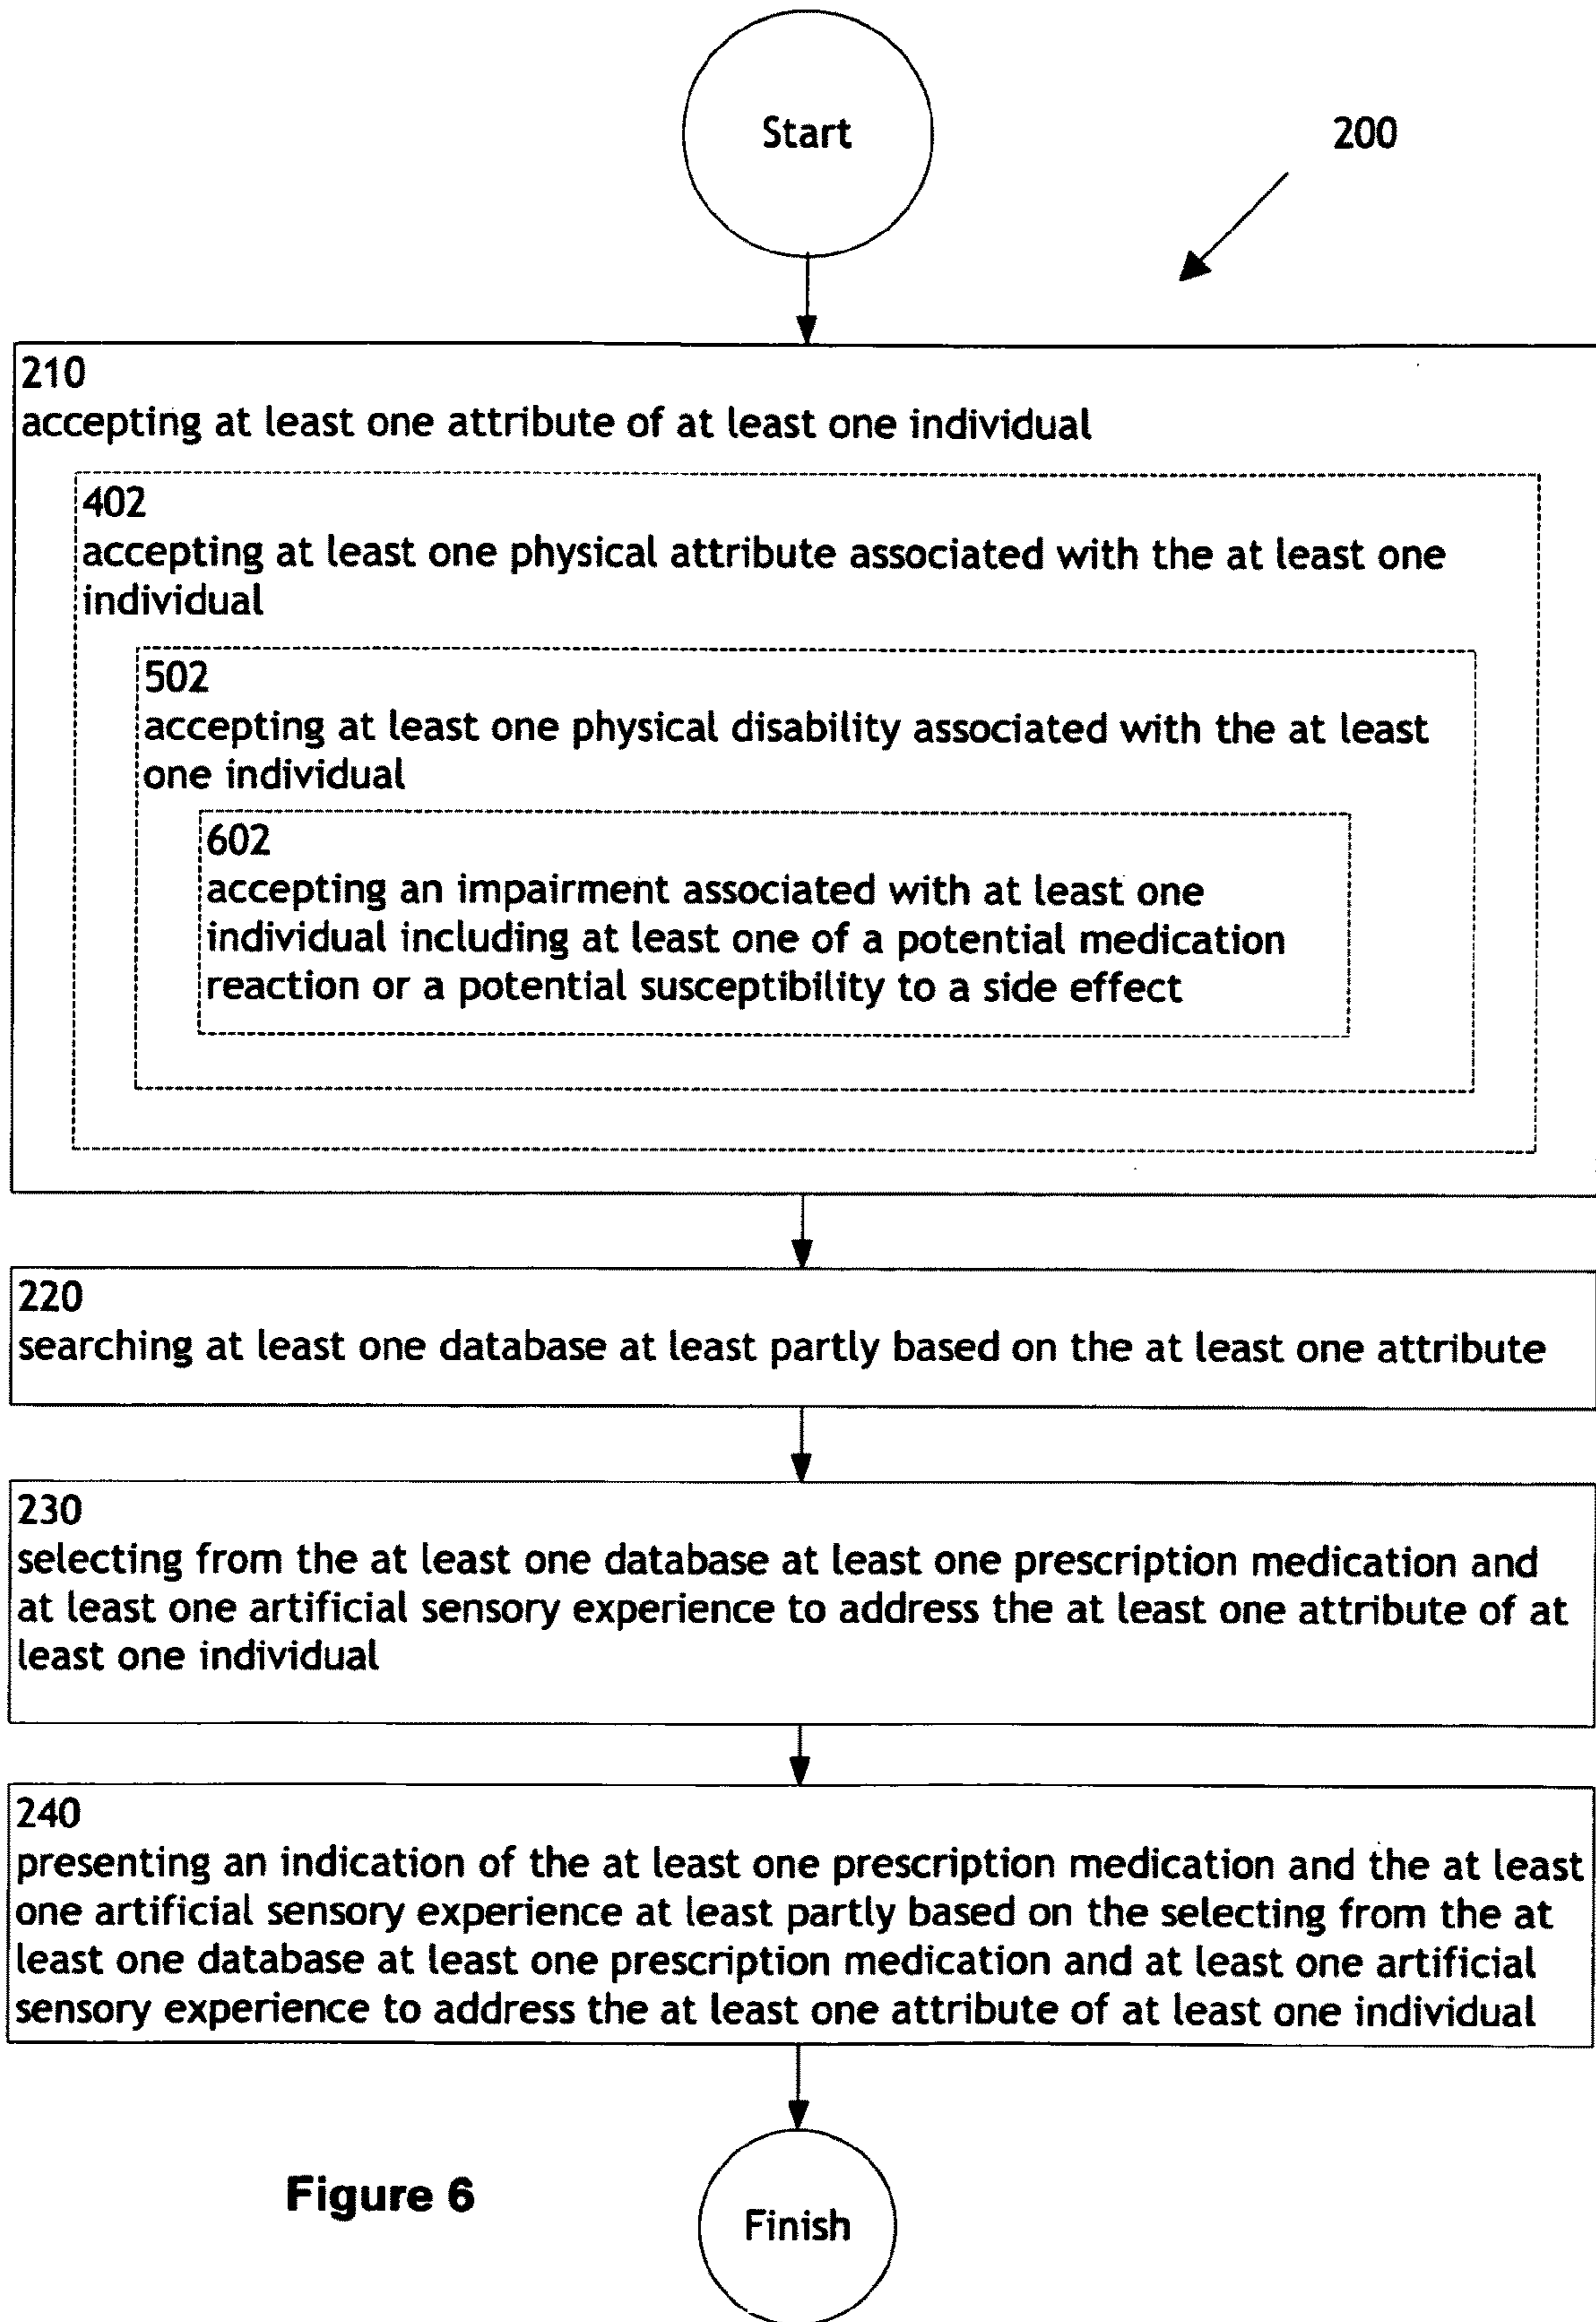 Start
200
210
accepting at least one attribute of at least one individual
402
accepting at least one physical attribute associated with the at least one
individual
502
accepting at least one physical disability associated with the at least
one individual
602
accepting an impairment associated with at least one
individual including at least one of a potential medication
reaction or a potential susceptibility to a side effect
220
searching at least one database at least partly based on the at least one attribute
230
selecting from the at least one database at least one prescription medication and
at least one artificial sensory experience to address the at least one attribute of at
least one individual
240
presenting an indication of the at least one prescription medication and the at least
one artificial sensory experience at least partly based on the selecting from the at
least one database at least one prescription medication and at least one artificial
sensory experience to address the at least one attribute of at least one individual
Figure 6
Finish